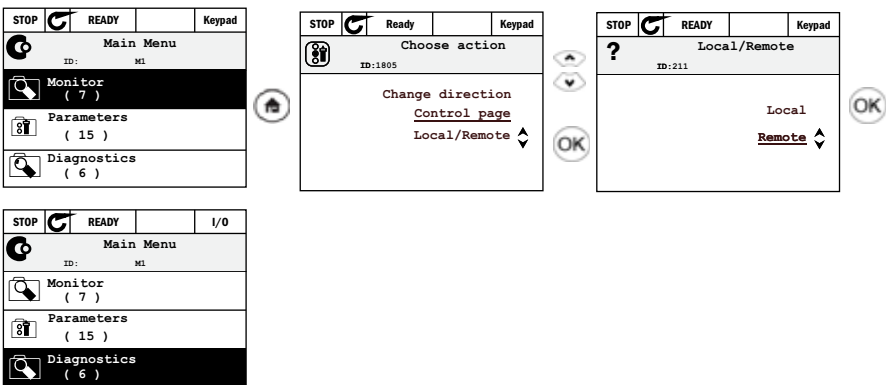 STOP READY Keypad
Main Menu
ID: M1
Monitor
( 7 )
Parameters
( 15 )
Diagnostics
( 6 )
STOP Ready Keypad
Choose action
ID:1805
Change direction
Control page
Local/Remote
OK
STOP READY Keypad
?
Local/Remote
ID:211
Local
Remote
OK
STOP READY I/O
Main Menu
ID: M1
Monitor
( 7 )
Parameters
( 15 )
Diagnostics
( 6 )